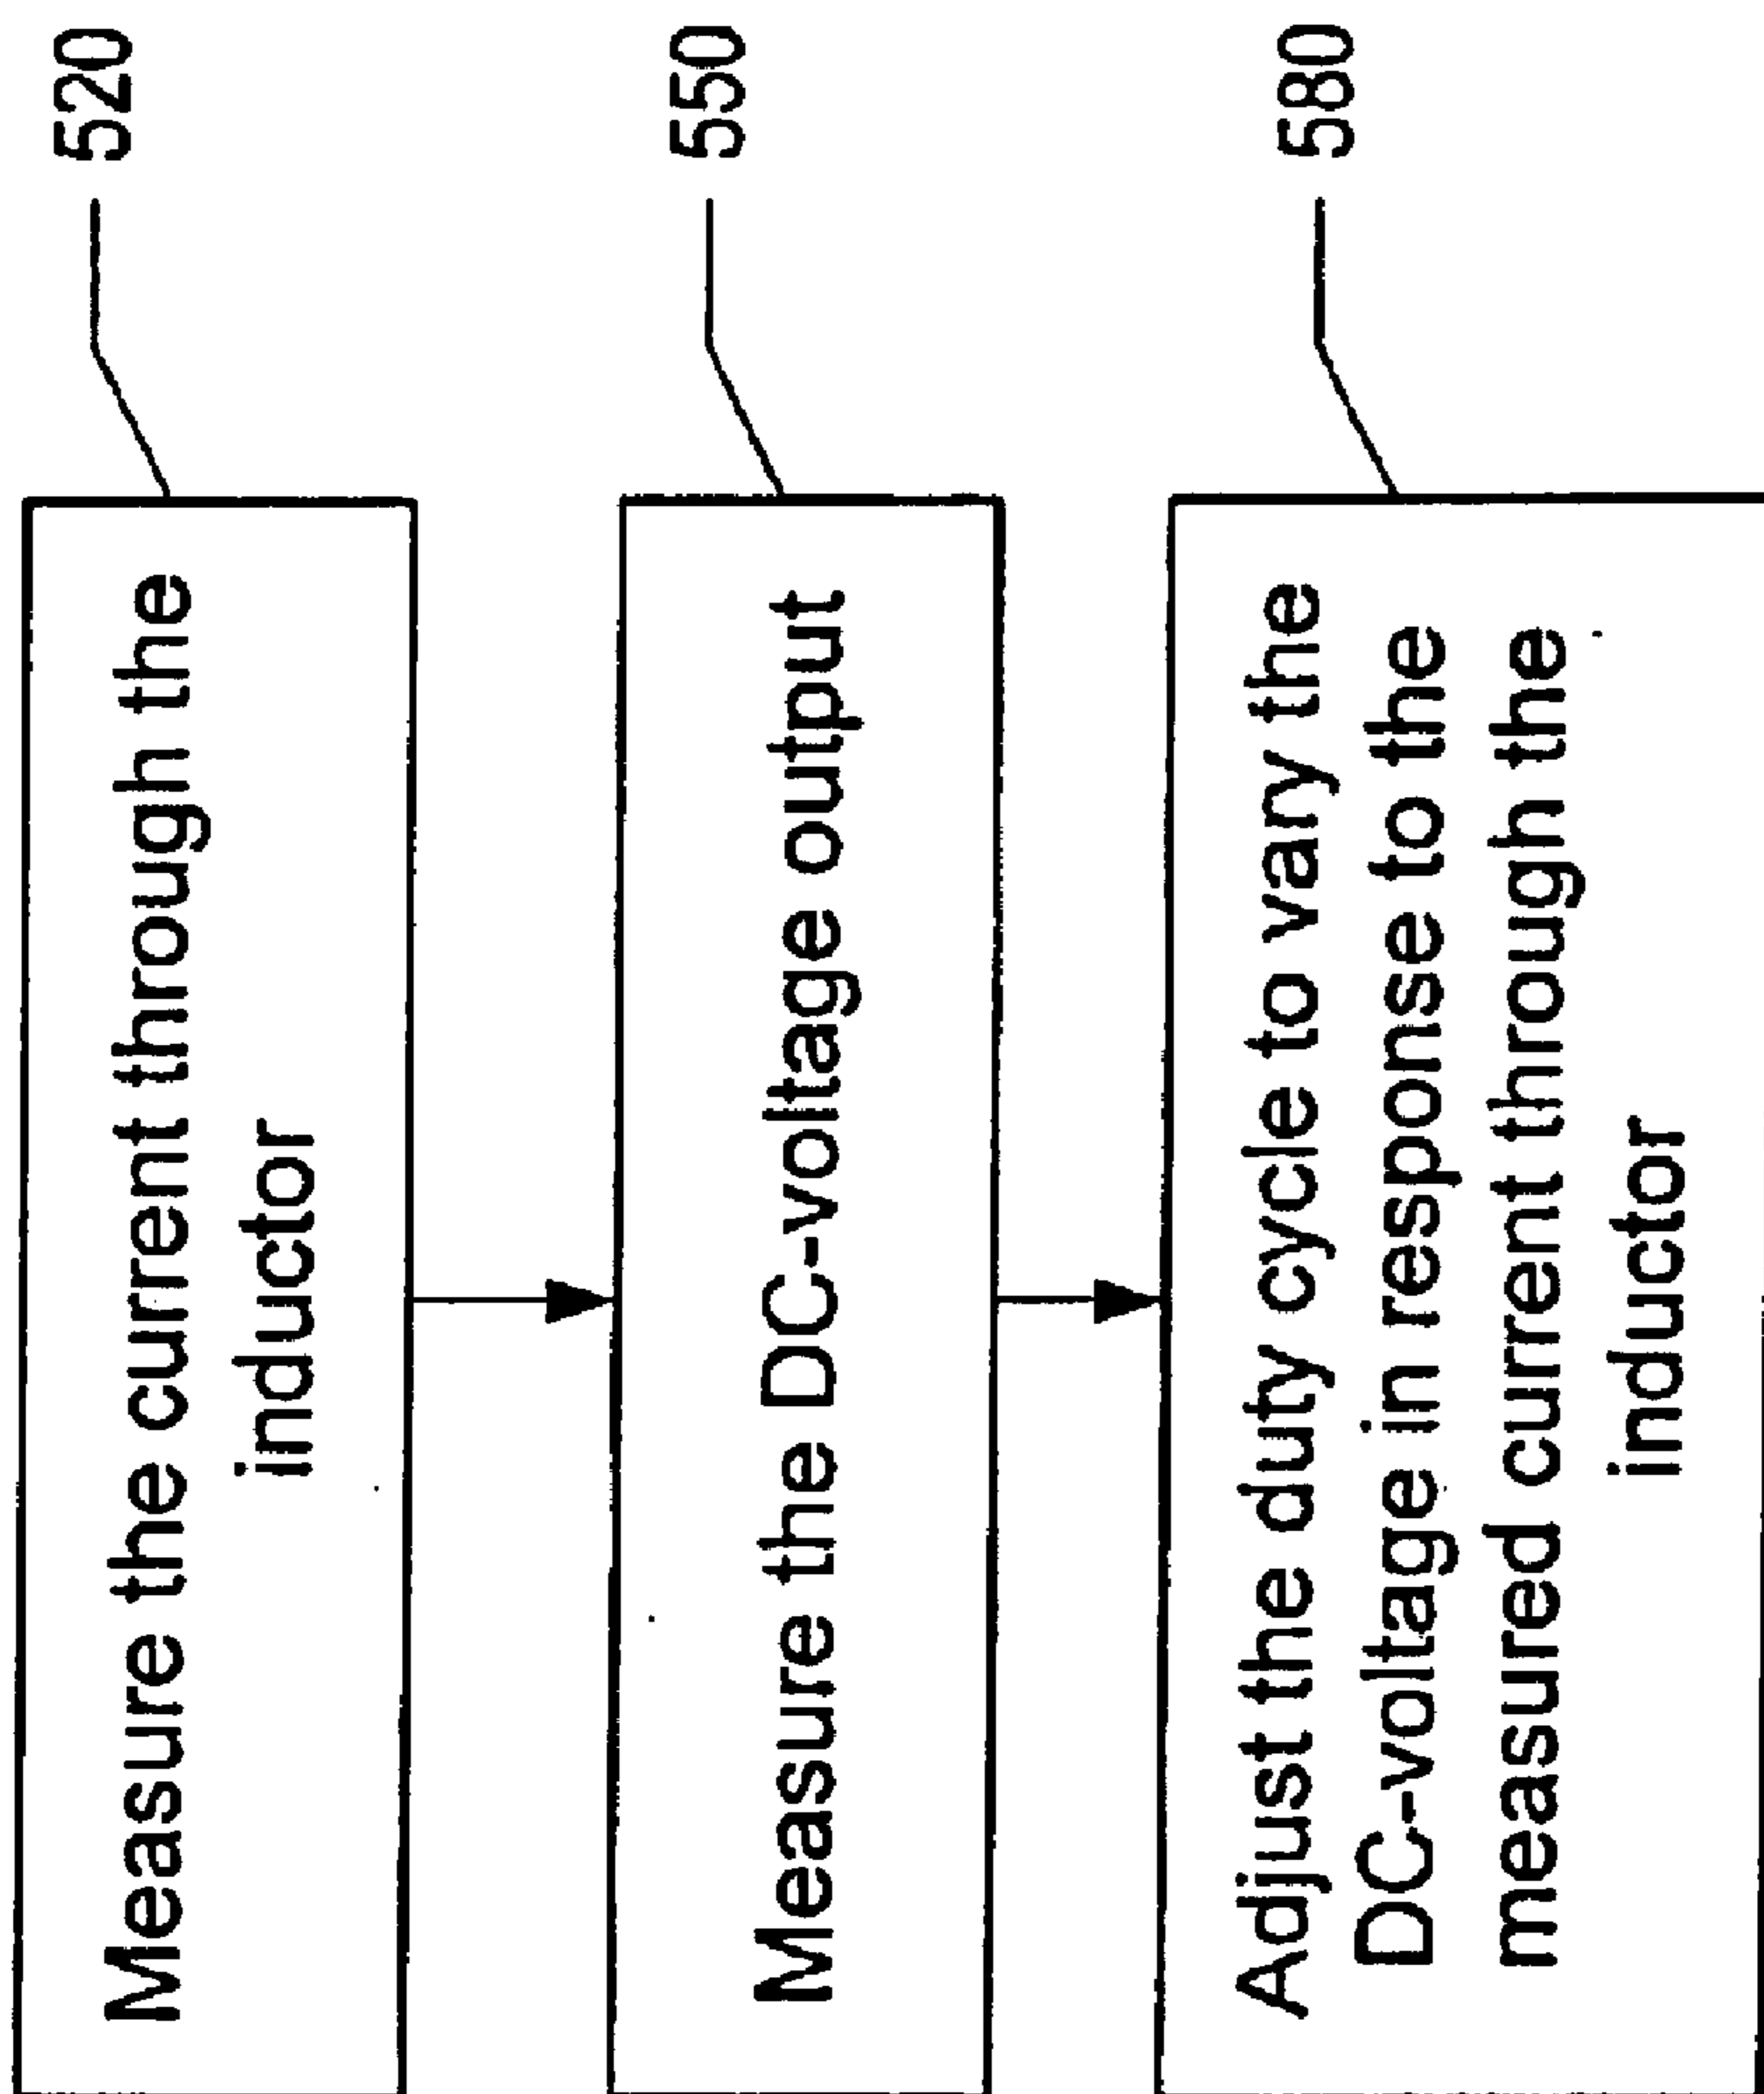 Measure the current through the
inductor
520
Measure the DC-voltage output
550
Adjust the duty cycle to vary the
DC-voltage in response to the
measured current through the
inductor
580